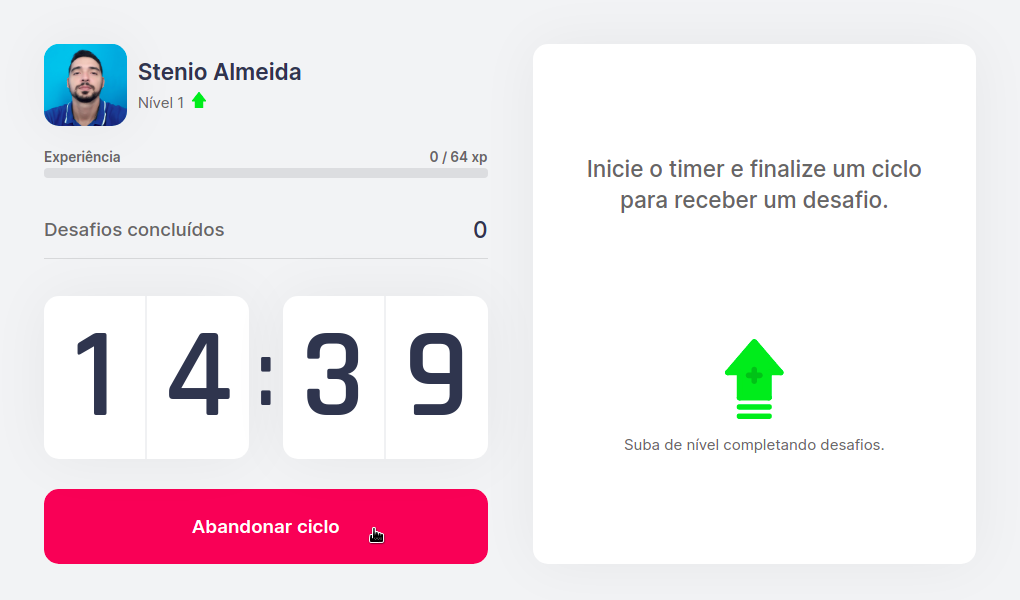 Stenio Almeida
Nível 1
Experiência 0 / 64 xp
Desafios concluídos 0
14:39
Abandonar ciclo
Inicie o timer e finalize um ciclo
para receber um desafio.
Suba de nível completando desafios.